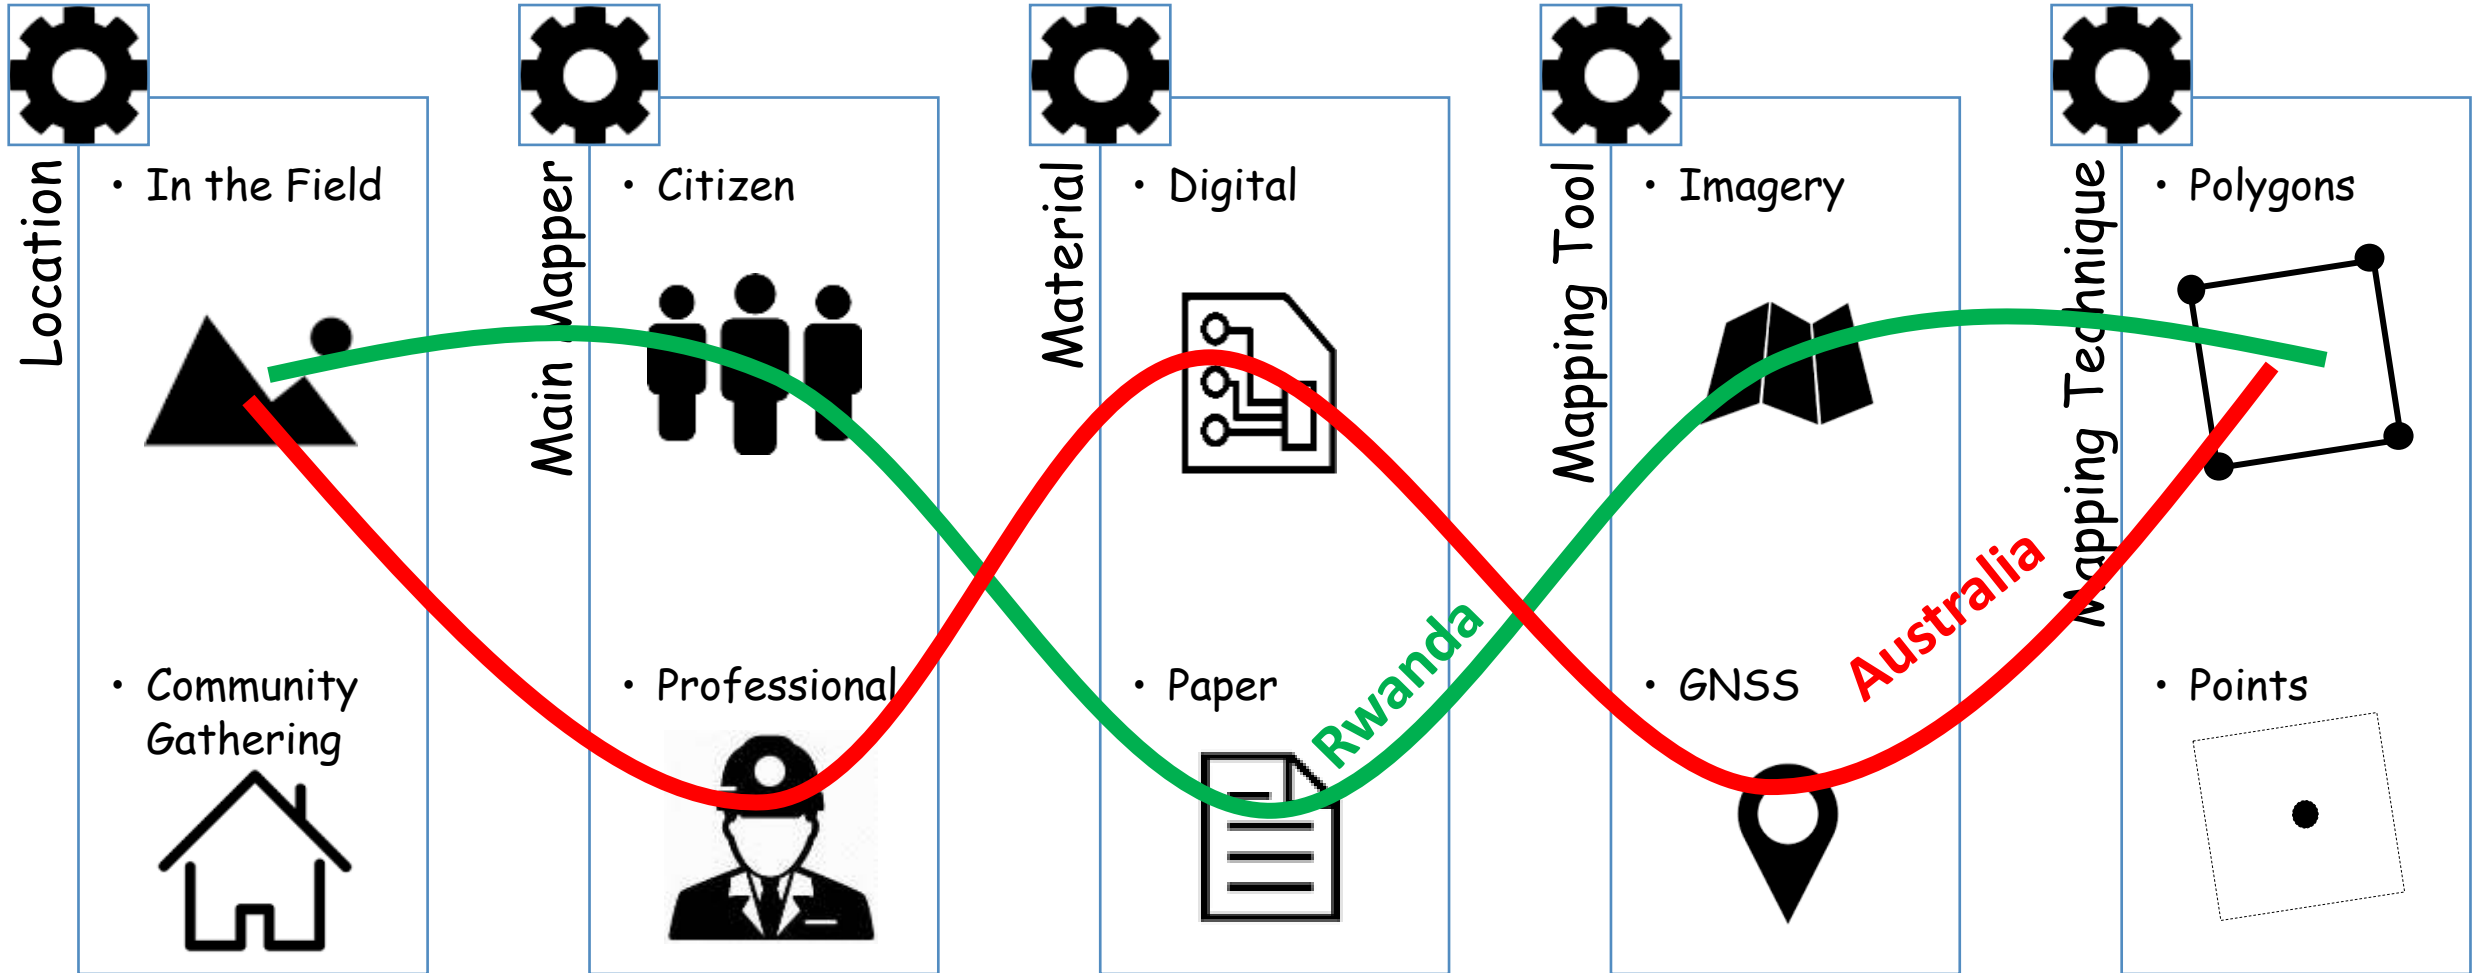 Location
• In the Field
• Community
Gathering
Main Mapper
• Citizen
• Professional
Material
• Digital
• Paper
Rwanda
Mapping Tool
• Imagery
• GNSS
Australia
Mapping Technique
• Polygons
• Points